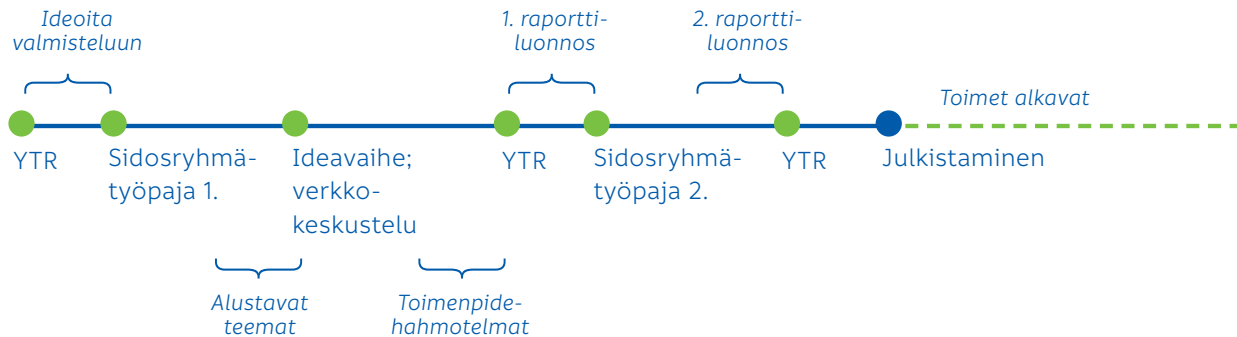 Ideoita
valmisteluun
1. raportti-
luonnos
2. raportti-
luonnos
Toimet alkavat
YTR
Sidosryhmä-
työpaja 1.
Ideavaihe;
verkko-
keskustelu
YTR
Sidosryhmä-
työpaja 2.
YTR
Julkistaminen
Alustavat
teemat
Toimenpide-
hahmotelmat